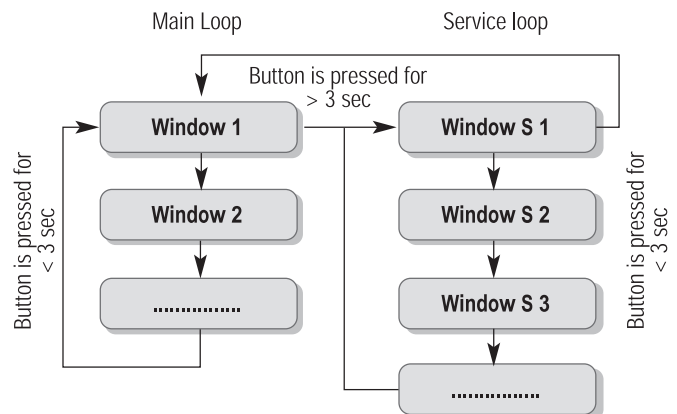 Main Loop
Service loop
Button is pressed for
> 3 sec
Window 1
Window S 1
Button is pressed for
< 3 sec
Window 2
Window S 2
Button is pressed for
< 3 sec
................
Window S 3
................